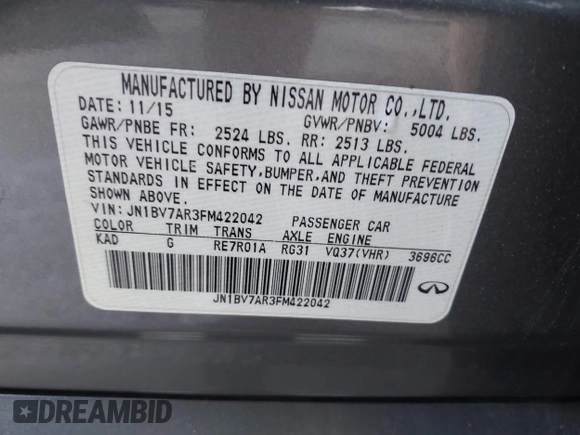 MANUFACTURED BY NISSAN MOTOR CO.,LTD.
DATE: 11/15 GVWR/PNBV: 5004 LBS.
GAWR/PNBE FR: 2524 LBS. RR: 2513 LBS.
THIS VEHICLE CONFORMS TO ALL APPLICABLE FEDERAL
MOTOR VEHICLE SAFETY, BUMPER, AND THEFT PREVENTION
STANDARDS IN EFFECT ON THE DATE OF MANUFACTURE
SHOWN ABOVE.
VIN: JN1BV7AR3FM422042 PASSENGER CAR
COLOR TRIM TRANS AXLE ENGINE
KAD G RE7R01A RG31 VQ37(VHR) 3696CC
JN1BV7AR3FM422042
DREAMBID